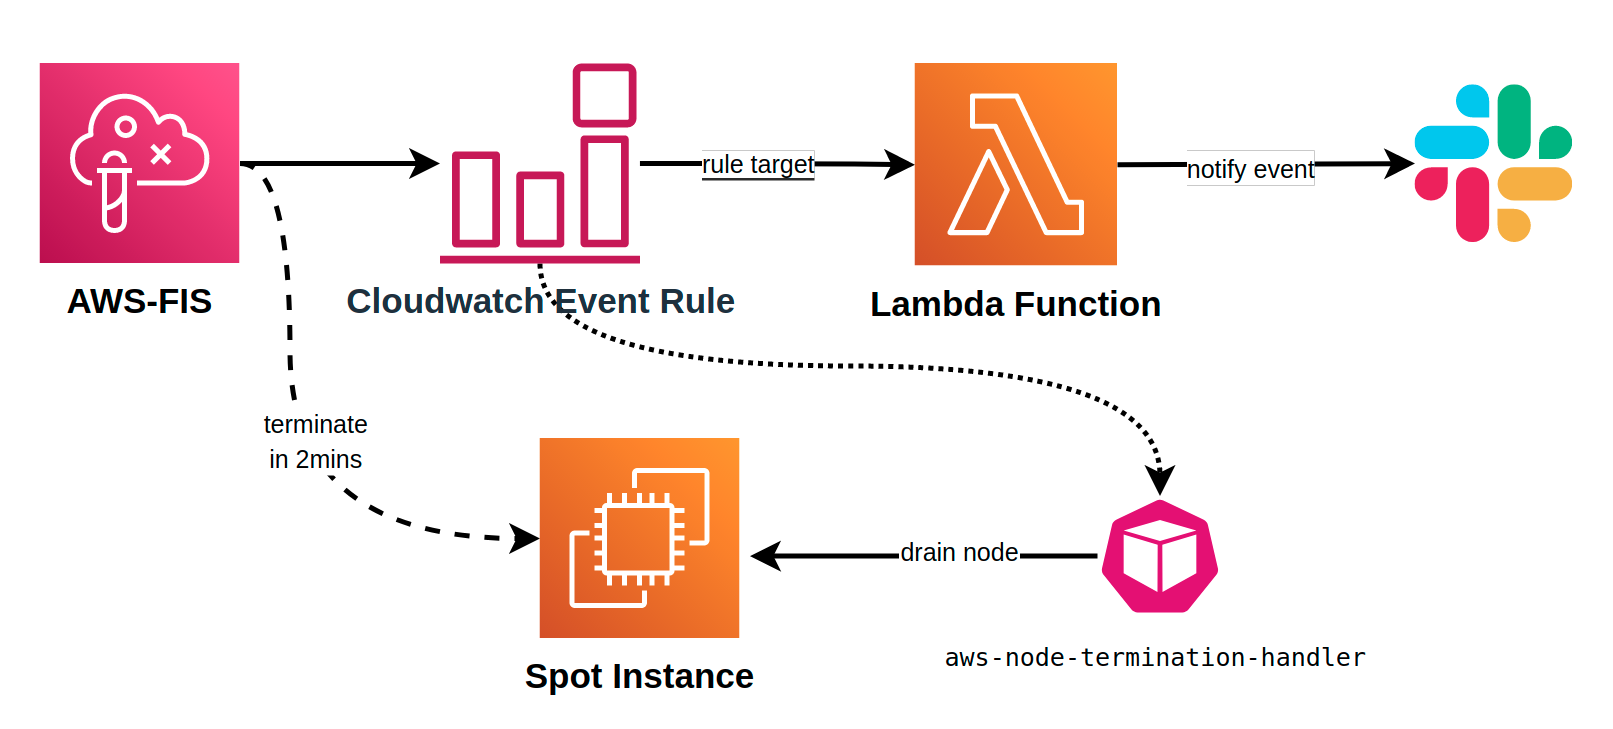 rule target
notify event
AWS-FIS
Cloudwatch Event Rule
Lambda Function
terminate
in 2mins
drain node
aws-node-termination-handler
Spot Instance